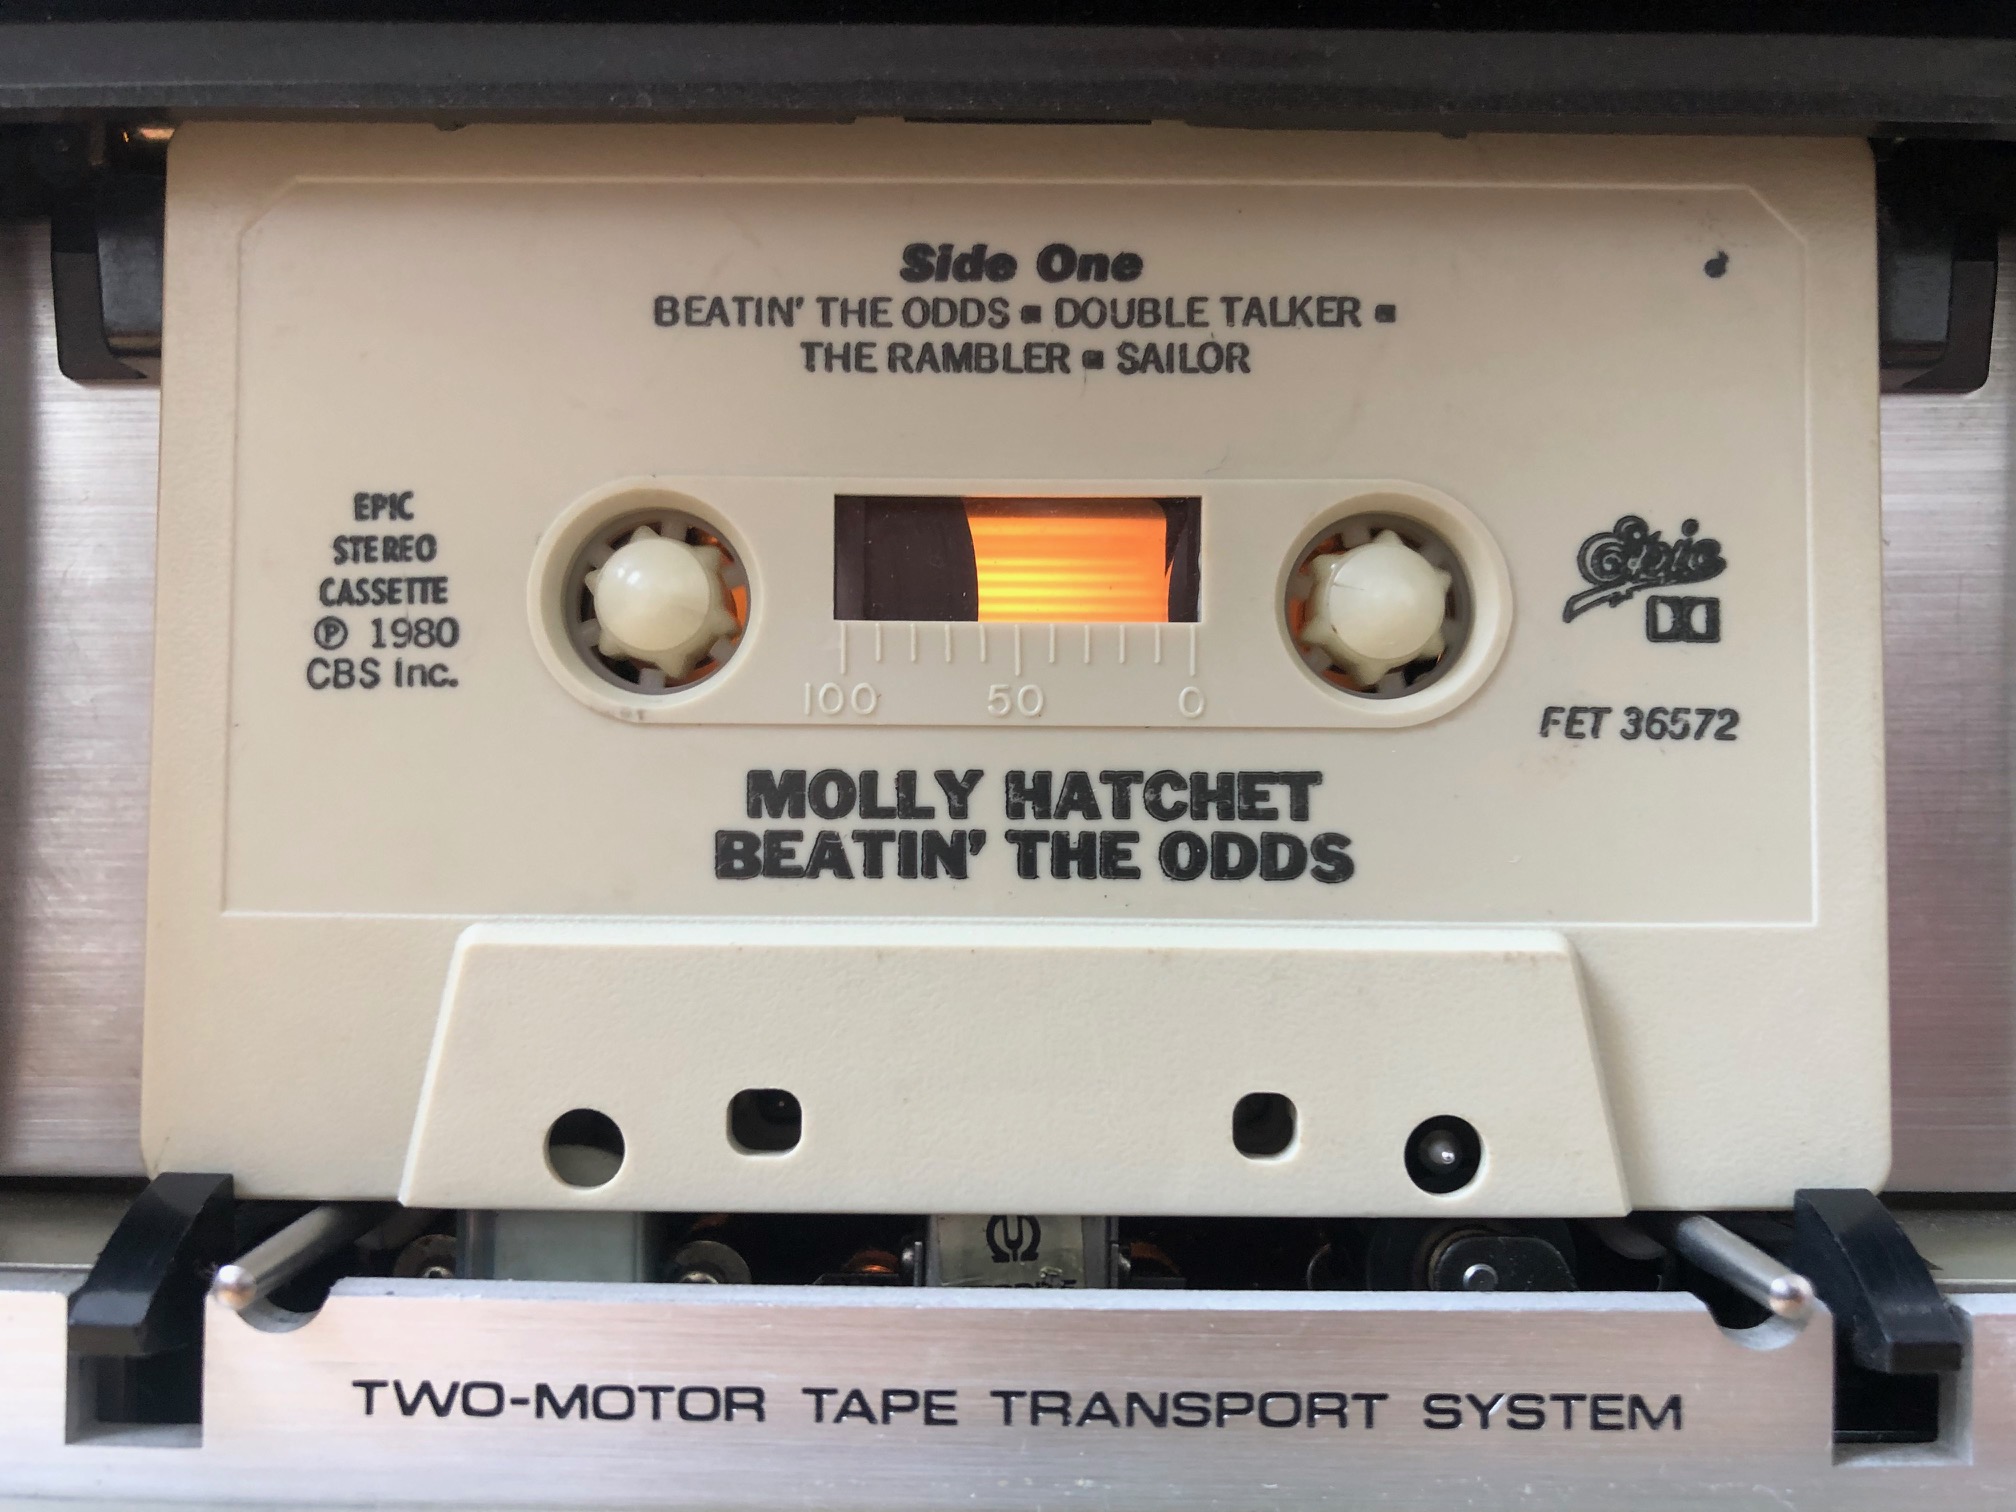 Side One
BEATIN' THE ODDS ▪ DOUBLE TALKER ▪
THE RAMBLER ▪ SAILOR
EPIC
STEREO
CASSETTE
℗ 1980
CBS Inc.
100 50 0
Epic
FET 36572
MOLLY HATCHET
BEATIN' THE ODDS
TWO-MOTOR TAPE TRANSPORT SYSTEM